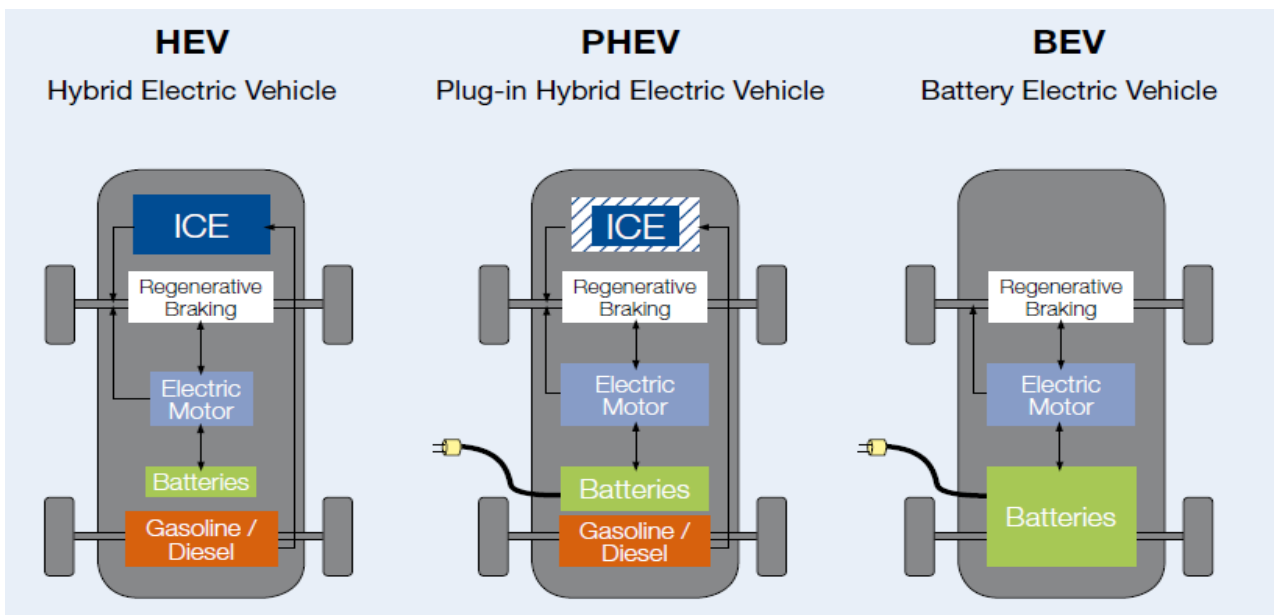 HEV
Hybrid Electric Vehicle
ICE
Regenerative
Braking
Electric
Motor
Batteries
Gasoline /
Diesel
PHEV
Plug-in Hybrid Electric Vehicle
ICE
Regenerative
Braking
Electric
Motor
Batteries
Gasoline /
Diesel
BEV
Battery Electric Vehicle
Regenerative
Braking
Electric
Motor
Batteries